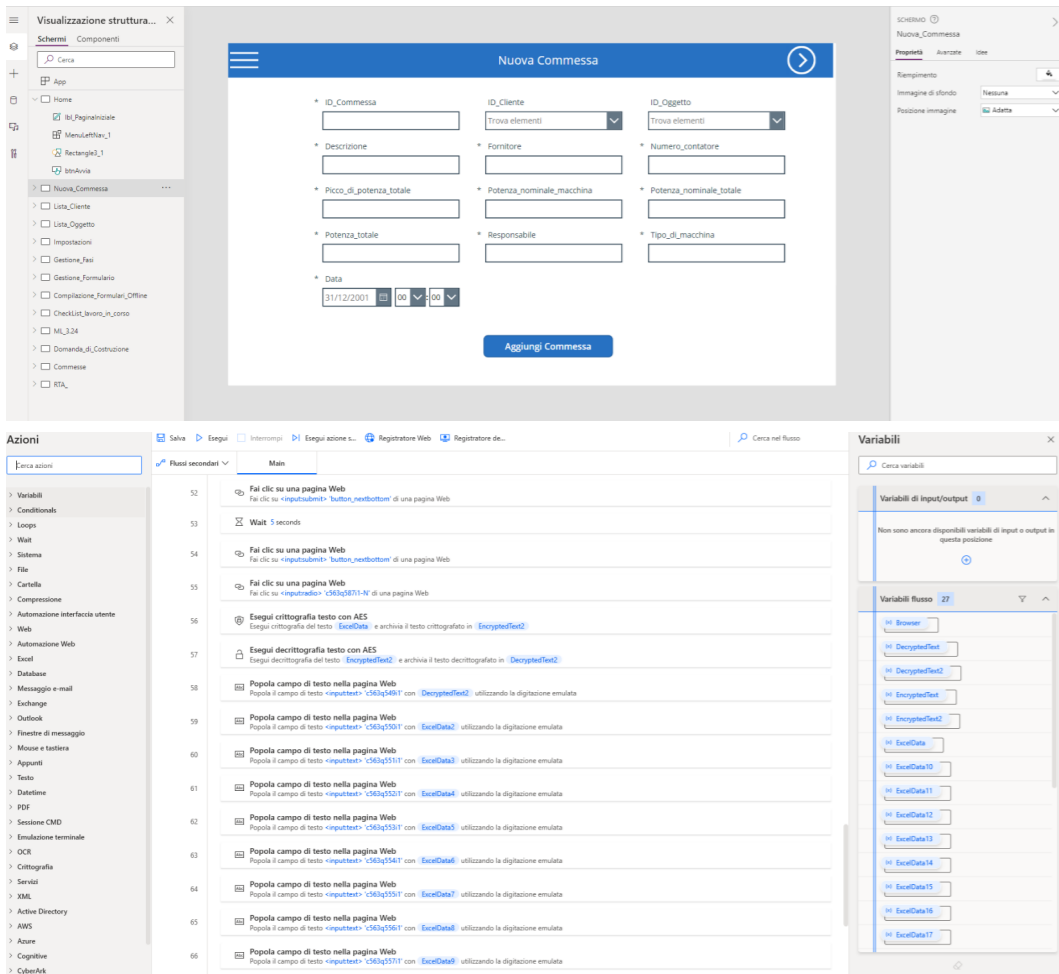 Visualizzazione struttura...
Schermi Componenti
Cerca
App
Home
lbl_PaginaIniziale
MenuLeftNav_1
Rectangle3_1
btnAvvia
Nuova_Commessa
Lista_Cliente
Lista_Oggetto
Impostazioni
Gestione_Fasi
Gestione_Formulario
Compilazione_Formulari_Offline
CheckList_lavoro_in_corso
ML_3.24
Domanda_di_Costruzione
Commesse
RTA_
Nuova Commessa
* ID_Commessa ID_Cliente ID_Oggetto
Trova elementi Trova elementi
* Descrizione * Fornitore * Numero_contatore
* Picco_di_potenza_totale * Potenza_nominale_macchina * Potenza_nominale_totale
* Potenza_totale * Responsabile * Tipo_di_macchina
* Data
31/12/2001 00 : 00
Aggiungi Commessa
SCHERMO
Nuova_Commessa
Proprietà Avanzate Idee
Riempimento
Immagine di sfondo Nessuna
Posizione immagine Adatta
Azioni
Cerca azioni
Variabili
Conditionals
Loops
Wait
Sistema
File
Cartella
Compressione
Automazione interfaccia utente
Web
Automazione Web
Excel
Database
Messaggio e-mail
Exchange
Outlook
Finestre di messaggio
Mouse e tastiera
Appunti
Testo
Datetime
PDF
Sessione CMD
Emulazione terminale
OCR
Crittografia
Servizi
XML
Active Directory
AWS
Azure
Cognitive
CyberArk
Salva Esegui Interrompi Esegui azione s... Registratore Web Registratore de... Cerca nel flusso
Flussi secondari Main
52 Fai clic su una pagina Web
Fai clic su <input:submit> 'button_nextbottom' di una pagina Web
53 Wait 5 seconds
54 Fai clic su una pagina Web
Fai clic su <input:submit> 'button_nextbottom' di una pagina Web
55 Fai clic su una pagina Web
Fai clic su <input:radio> 'c563q587i1-N' di una pagina Web
56 Esegui crittografia testo con AES
Esegui crittografia del testo ExcelData e archivia il testo crittografato in EncryptedText2
57 Esegui decrittografia testo con AES
Esegui decrittografia del testo EncryptedText2 e archivia il testo decrittografato in DecryptedText2
58 Popola campo di testo nella pagina Web
Popola il campo di testo <input:text> 'c563q549i1' con DecryptedText2 utilizzando la digitazione emulata
59 Popola campo di testo nella pagina Web
Popola il campo di testo <input:text> 'c563q550i1' con ExcelData2 utilizzando la digitazione emulata
60 Popola campo di testo nella pagina Web
Popola il campo di testo <input:text> 'c563q551i1' con ExcelData3 utilizzando la digitazione emulata
61 Popola campo di testo nella pagina Web
Popola il campo di testo <input:text> 'c563q552i1' con ExcelData4 utilizzando la digitazione emulata
62 Popola campo di testo nella pagina Web
Popola il campo di testo <input:text> 'c563q553i1' con ExcelData5 utilizzando la digitazione emulata
63 Popola campo di testo nella pagina Web
Popola il campo di testo <input:text> 'c563q554i1' con ExcelData6 utilizzando la digitazione emulata
64 Popola campo di testo nella pagina Web
Popola il campo di testo <input:text> 'c563q555i1' con ExcelData7 utilizzando la digitazione emulata
65 Popola campo di testo nella pagina Web
Popola il campo di testo <input:text> 'c563q556i1' con ExcelData8 utilizzando la digitazione emulata
66 Popola campo di testo nella pagina Web
Popola il campo di testo <input:text> 'c563q557i1' con ExcelData9 utilizzando la digitazione emulata
Variabili
Cerca variabili
Variabili di input/output 0
Non sono ancora disponibili variabili di input o output in
questa posizione
Variabili flusso 27
Browser
DecryptedText
DecryptedText2
EncryptedText
EncryptedText2
ExcelData
ExcelData10
ExcelData11
ExcelData12
ExcelData13
ExcelData14
ExcelData15
ExcelData16
ExcelData17